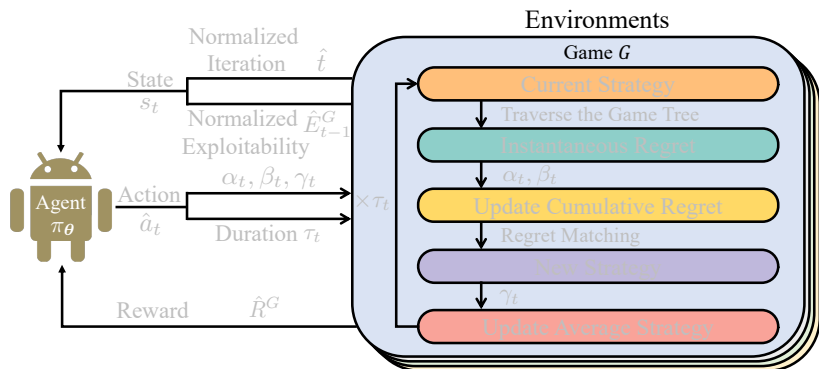 Environments
Game G
Normalized
Iteration t̂
State
s_t
Normalized
Exploitability Ê^G_{t−1}
Agent
π_θ
Action
â_t
α_t, β_t, γ_t
Duration τ_t
Reward R̂^G
×τ_t
Current Strategy
Traverse the Game Tree
Instantaneous Regret
α_t, β_t
Update Cumulative Regret
Regret Matching
New Strategy
γ_t
Update Average Strategy